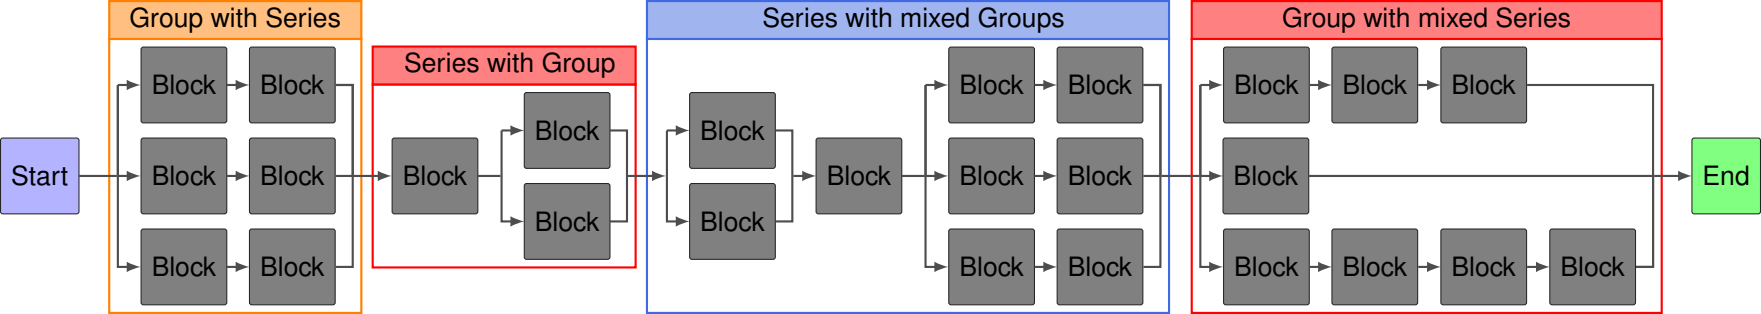 Group with Series
Series with Group
Series with mixed Groups
Group with mixed Series
Start
Block Block
Block Block
Block Block
Block
Block
Block
Block
Block
Block
Block Block
Block Block
Block Block
Block Block Block
Block
Block Block Block Block
End